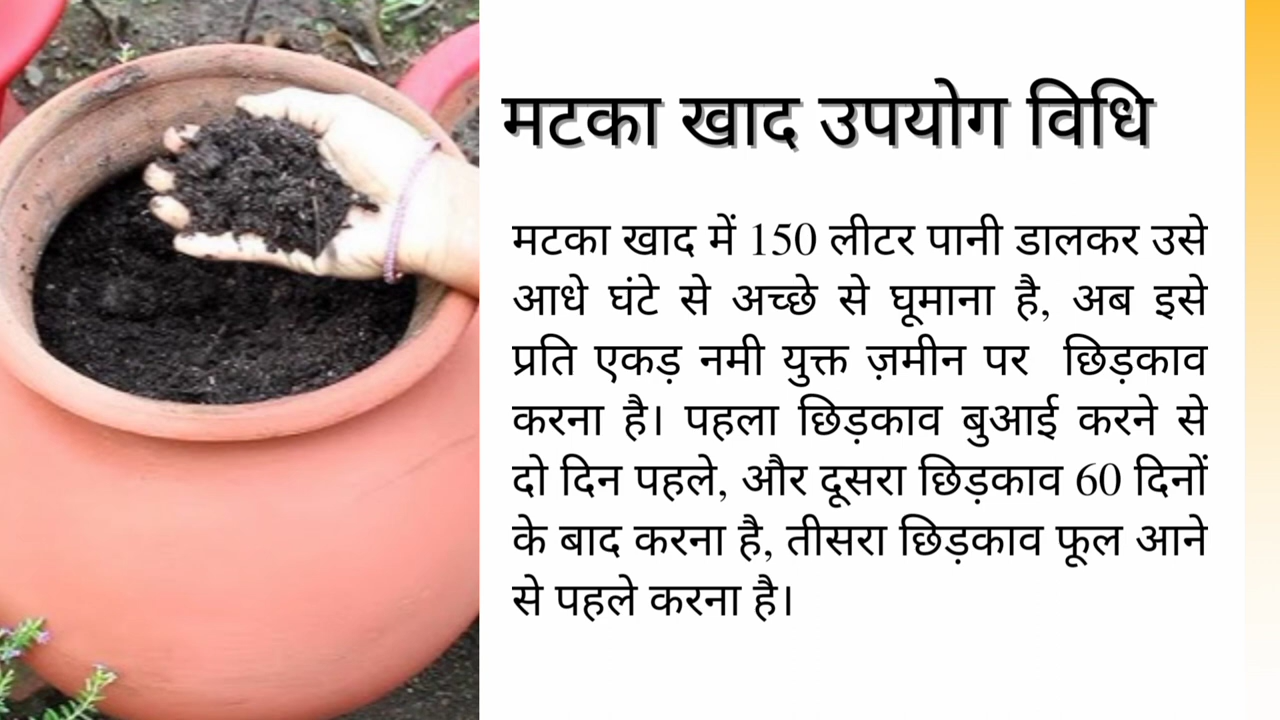 मटका खाद उपयोग विधि
मटका खाद में 150 लीटर पानी डालकर उसे
आधे घंटे से अच्छे से घूमाना है, अब इसे
प्रति एकड़ नमी युक्त ज़मीन पर छिड़काव
करना है। पहला छिड़काव बुआई करने से
दो दिन पहले, और दूसरा छिड़काव 60 दिनों
के बाद करना है, तीसरा छिड़काव फूल आने
से पहले करना है।